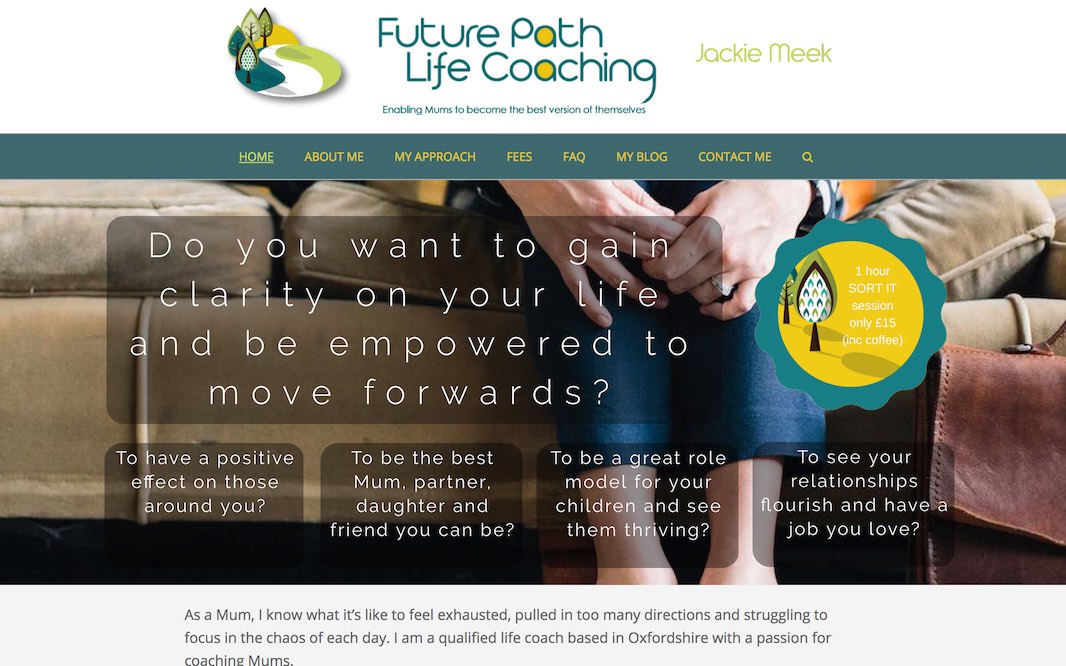 Future Path
Life Coaching
Enabling Mums to become the best version of themselves
Jackie Meek
HOME
ABOUT ME
MY APPROACH
FEES
FAQ
MY BLOG
CONTACT ME
Do you want to gain
clarity on your life
and be empowered to
move forwards?
1 hour
SORT IT
session
only £15
(inc coffee)
To have a positive
effect on those
around you?
To be the best
Mum, partner,
daughter and
friend you can be?
To be a great role
model for your
children and see
them thriving?
To see your
relationships
flourish and have a
job you love?
As a Mum, I know what it’s like to feel exhausted, pulled in too many directions and struggling to
focus in the chaos of each day. I am a qualified life coach based in Oxfordshire with a passion for
coaching Mums.